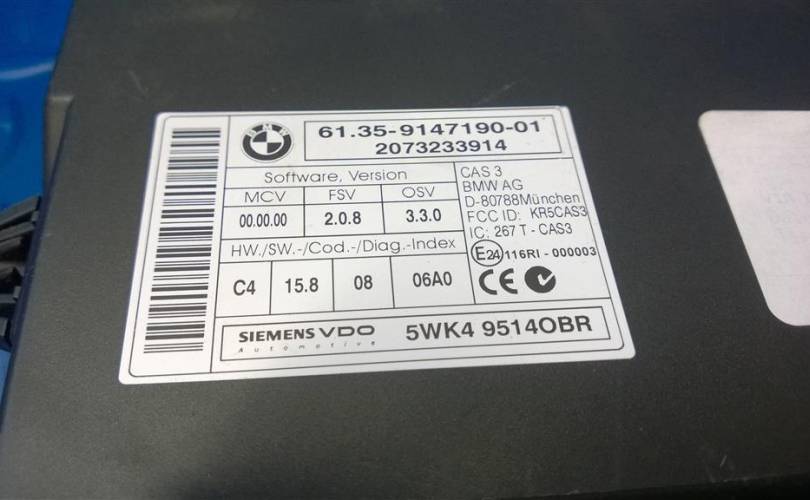 BMW
61.35-9147190-01
2073233914
Software, Version
MCV FSV OSV
00.00.00 2.0.8 3.3.0
HW./SW.-/Cod.-/Diag.-Index
C4 15.8 08 06A0
CAS 3
BMW AG
D-80788München
FCC ID: KR5CAS3
IC: 267 T - CAS3
E24 116RI - 000003
CE
SIEMENS VDO
Automotive
5WK4 9514OBR